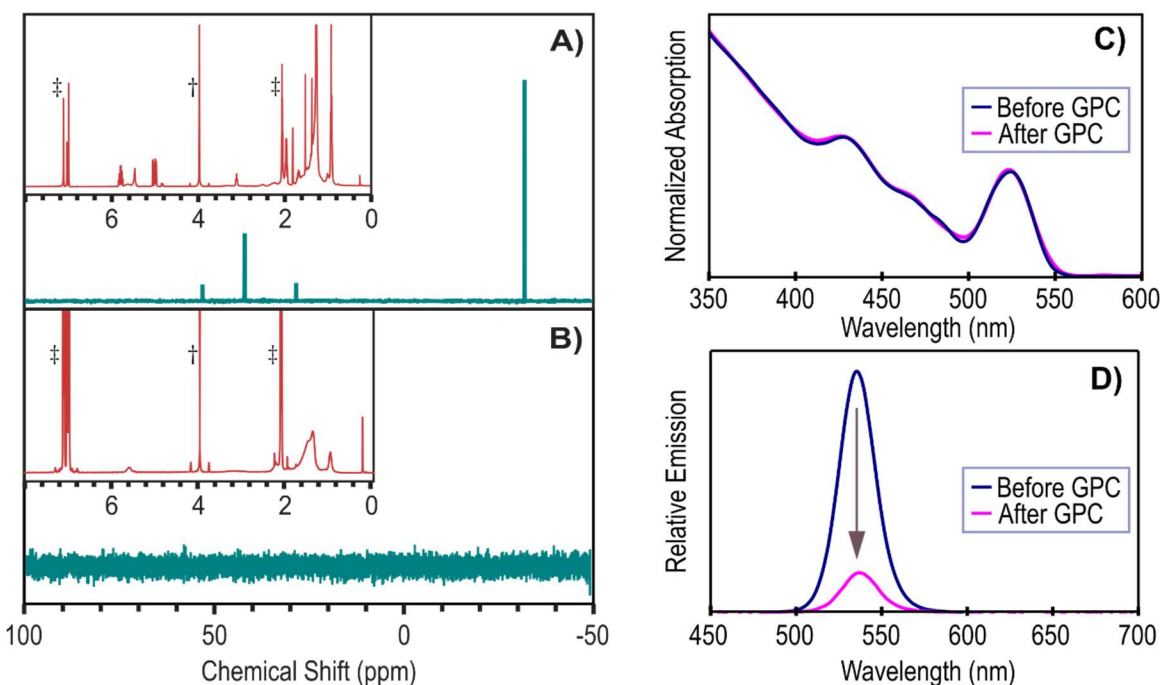 A)
‡
†
‡
6
4
2
0
B)
‡
†
‡
6
4
2
0
100
50
0
-50
Chemical Shift (ppm)
C)
Normalized Absorption
Before GPC
After GPC
350
400
450
500
550
600
Wavelength (nm)
D)
Relative Emission
Before GPC
After GPC
450
500
550
600
650
700
Wavelength (nm)